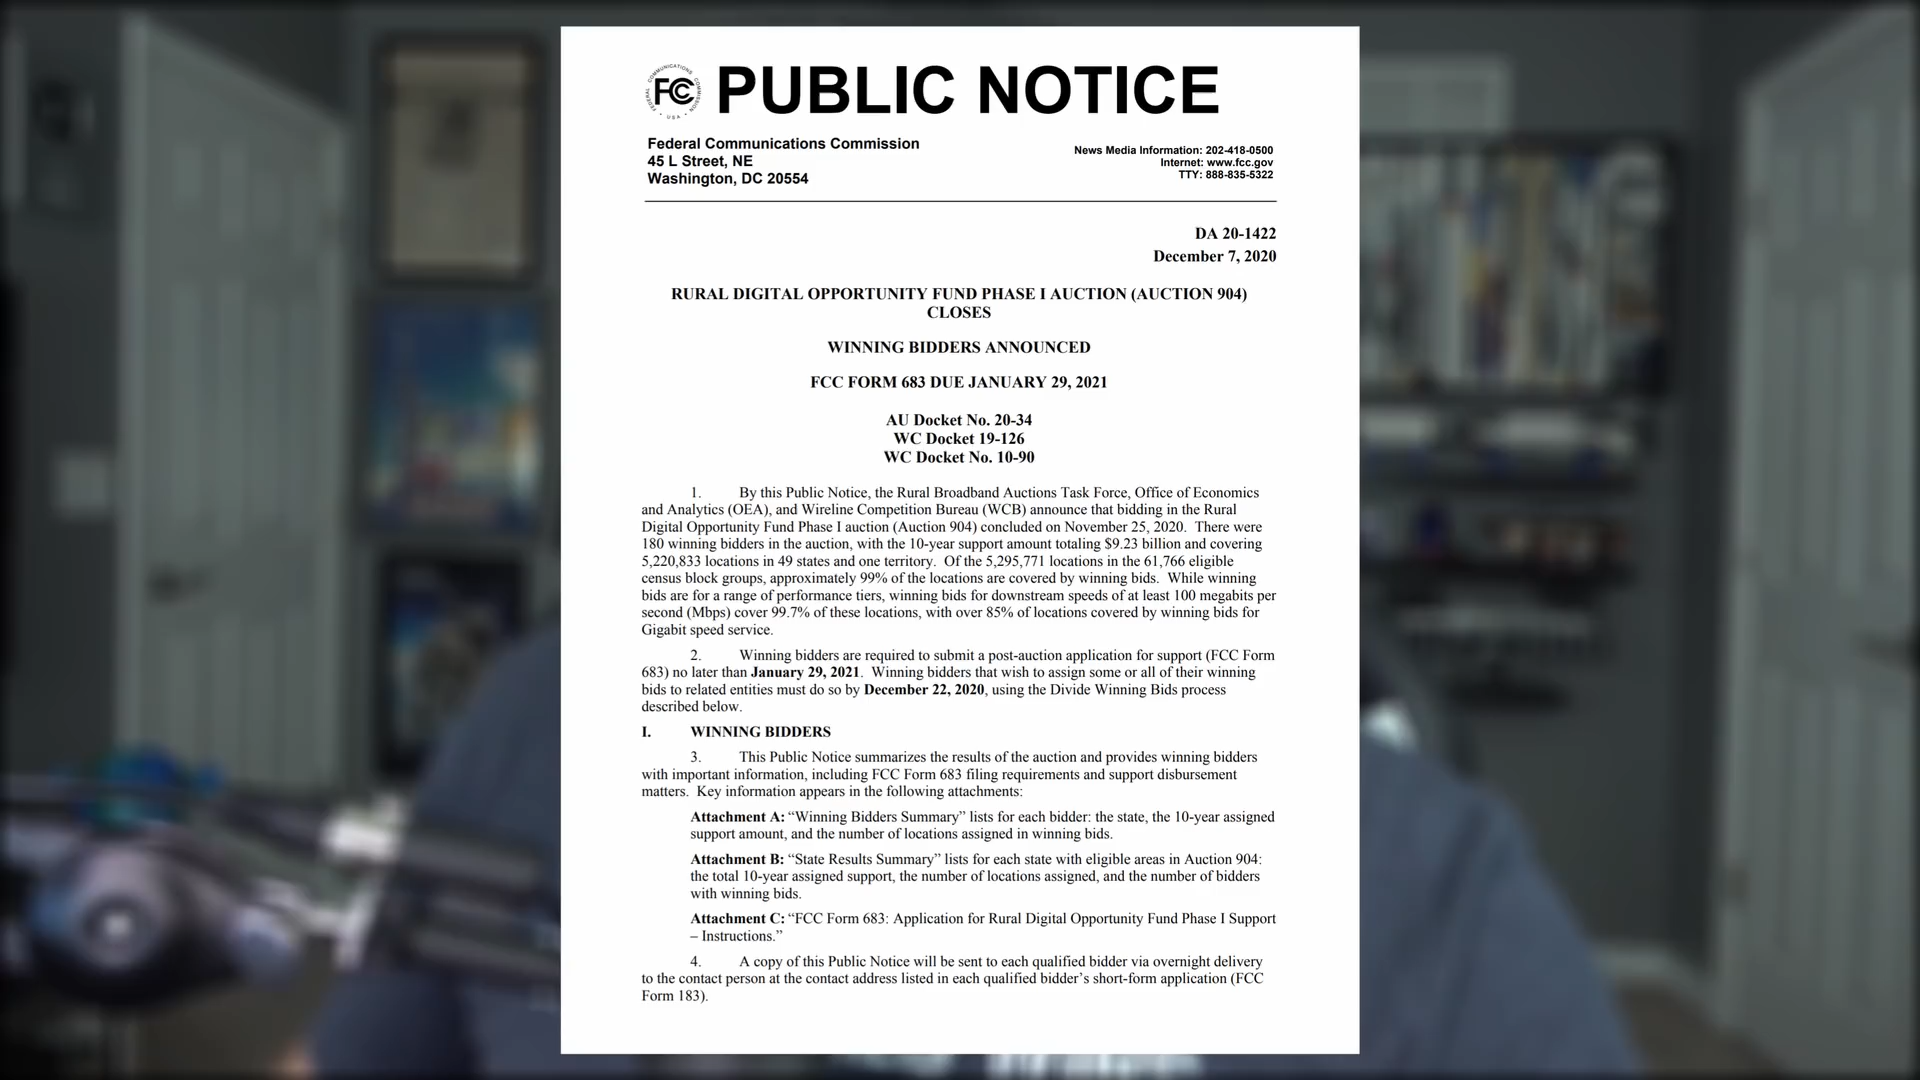 FEDERAL COMMUNICATIONS COMMISSION • USA •
FCC PUBLIC NOTICE
Federal Communications Commission
45 L Street, NE
Washington, DC 20554
News Media Information: 202-418-0500
Internet: www.fcc.gov
TTY: 888-835-5322
DA 20-1422
December 7, 2020
RURAL DIGITAL OPPORTUNITY FUND PHASE I AUCTION (AUCTION 904)
CLOSES
WINNING BIDDERS ANNOUNCED
FCC FORM 683 DUE JANUARY 29, 2021
AU Docket No. 20-34
WC Docket 19-126
WC Docket No. 10-90
1. By this Public Notice, the Rural Broadband Auctions Task Force, Office of Economics
and Analytics (OEA), and Wireline Competition Bureau (WCB) announce that bidding in the Rural
Digital Opportunity Fund Phase I auction (Auction 904) concluded on November 25, 2020. There were
180 winning bidders in the auction, with the 10-year support amount totaling $9.23 billion and covering
5,220,833 locations in 49 states and one territory. Of the 5,295,771 locations in the 61,766 eligible
census block groups, approximately 99% of the locations are covered by winning bids. While winning
bids are for a range of performance tiers, winning bids for downstream speeds of at least 100 megabits per
second (Mbps) cover 99.7% of these locations, with over 85% of locations covered by winning bids for
Gigabit speed service.
2. Winning bidders are required to submit a post-auction application for support (FCC Form
683) no later than January 29, 2021. Winning bidders that wish to assign some or all of their winning
bids to related entities must do so by December 22, 2020, using the Divide Winning Bids process
described below.
I. WINNING BIDDERS
3. This Public Notice summarizes the results of the auction and provides winning bidders
with important information, including FCC Form 683 filing requirements and support disbursement
matters. Key information appears in the following attachments:
Attachment A: “Winning Bidders Summary” lists for each bidder: the state, the 10-year assigned
support amount, and the number of locations assigned in winning bids.
Attachment B: “State Results Summary” lists for each state with eligible areas in Auction 904:
the total 10-year assigned support, the number of locations assigned, and the number of bidders
with winning bids.
Attachment C: “FCC Form 683: Application for Rural Digital Opportunity Fund Phase I Support
– Instructions.”
4. A copy of this Public Notice will be sent to each qualified bidder via overnight delivery
to the contact person at the contact address listed in each qualified bidder’s short-form application (FCC
Form 183).